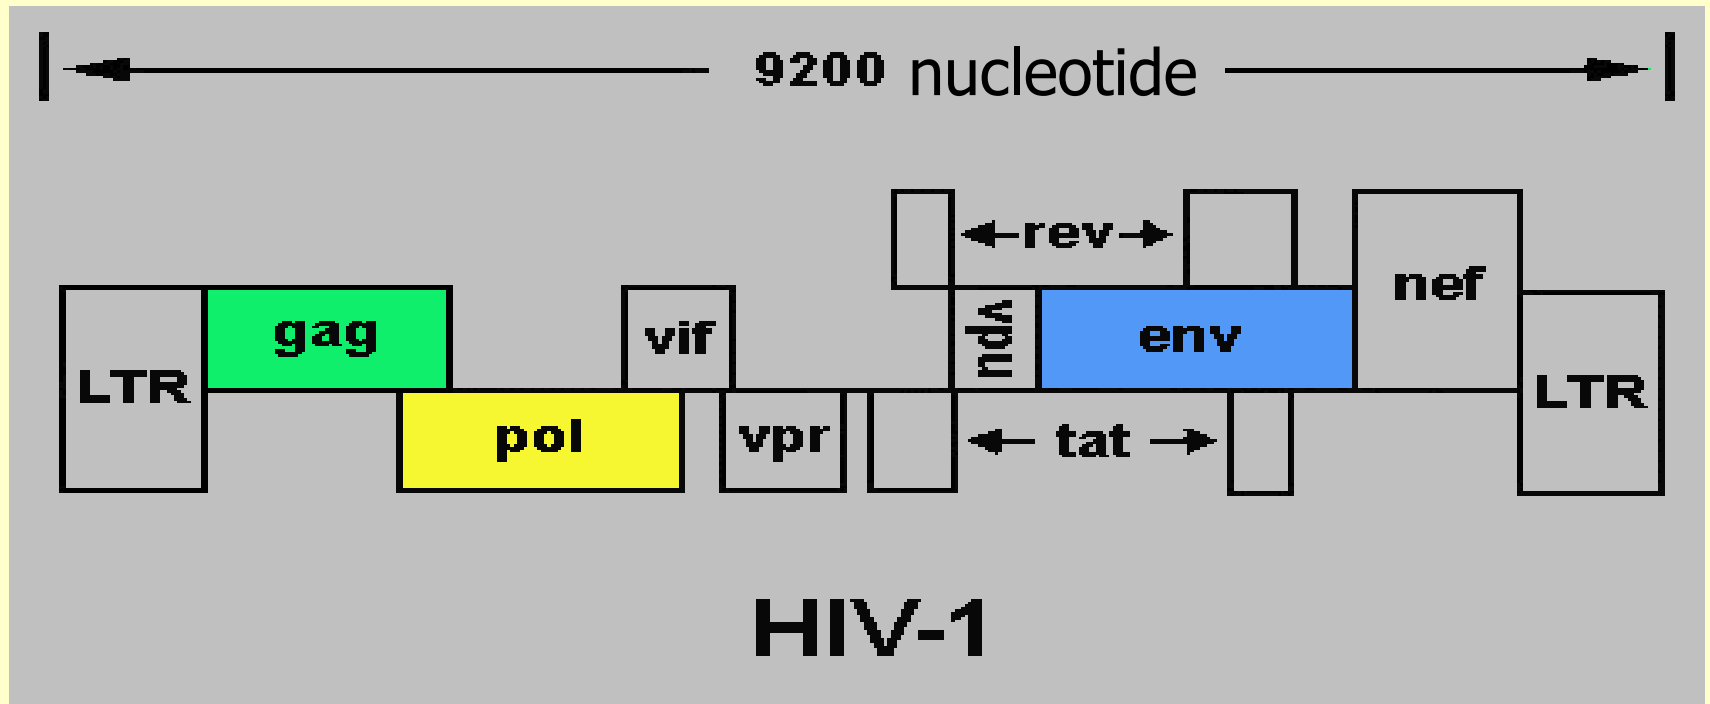 9200 nucleotide
rev
nef
gag
vif
vpu
env
LTR
LTR
pol
vpr
tat
HIV-1